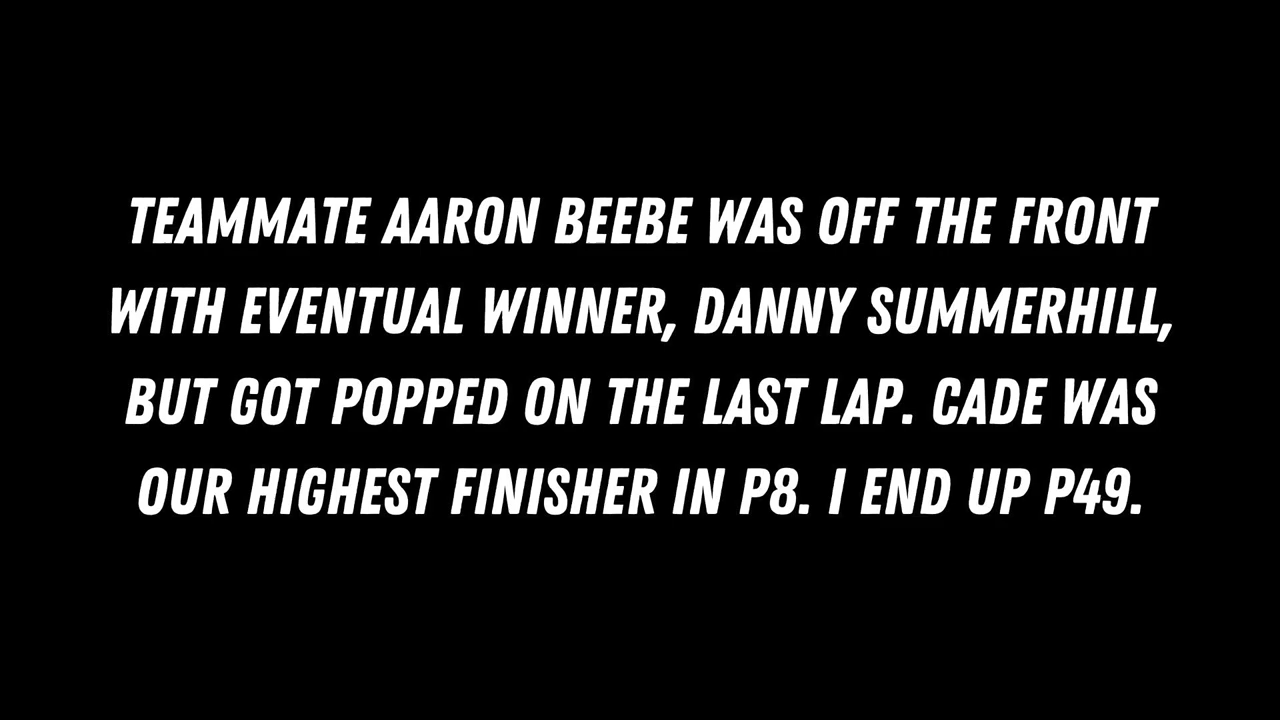 TEAMMATE AARON BEEBE WAS OFF THE FRONT
WITH EVENTUAL WINNER, DANNY SUMMERHILL,
BUT GOT POPPED ON THE LAST LAP. CADE WAS
OUR HIGHEST FINISHER IN P8. I END UP P49.